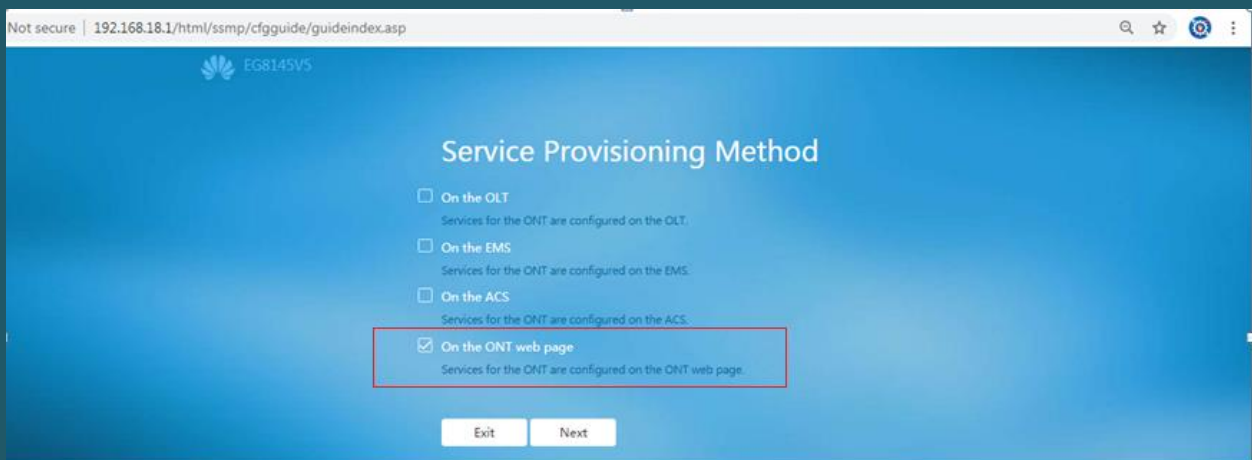 Not secure | 192.168.18.1/html/ssmp/cfgguide/guideindex.asp
EG8145V5
Service Provisioning Method
On the OLT
Services for the ONT are configured on the OLT.
On the EMS
Services for the ONT are configured on the EMS.
On the ACS
Services for the ONT are configured on the ACS.
On the ONT web page
Services for the ONT are configured on the ONT web page.
Exit Next